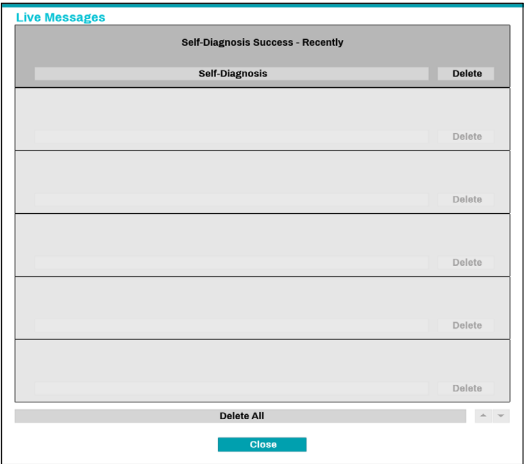 Live Messages
Self-Diagnosis Success - Recently
Self-Diagnosis Delete
Delete
Delete
Delete
Delete
Delete
Delete All
Close